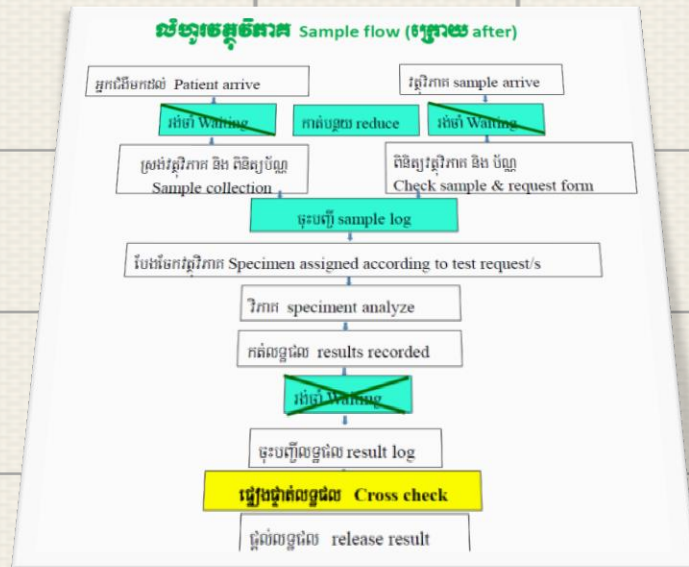 លំហូរវត្ថុវិភាគ Sample flow (ក្រោយ after)
អ្នកជំងឺមកដល់ Patient arrive
វត្ថុវិភាគ sample arrive
រង់ចាំ Waiting
កាត់បន្ថយ reduce
រង់ចាំ Waiting
ស្រង់វត្ថុវិភាគ និង ពិនិត្យប័ណ្ណ
Sample collection
ពិនិត្យវត្ថុវិភាគ និង ប័ណ្ណ
Check sample & request form
ចុះបញ្ជី sample log
បែងចែកវត្ថុវិភាគ Specimen assigned according to test request/s
វិភាគ speciment analyze
កត់លទ្ធផល results recorded
រង់ចាំ Waiting
ចុះបញ្ជីលទ្ធផល result log
ផ្ទៀងផ្ទាត់លទ្ធផល Cross check
ផ្តល់លទ្ធផល release result